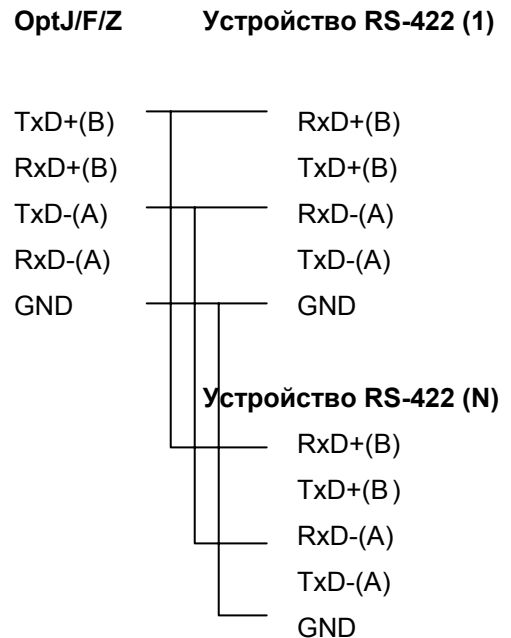 OptJ/F/Z Устройство RS-422 (1)
TxD+(B) RxD+(B)
RxD+(B) TxD+(B)
TxD-(A) RxD-(A)
RxD-(A) TxD-(A)
GND GND
Устройство RS-422 (N)
RxD+(B)
TxD+(B)
RxD-(A)
TxD-(A)
GND